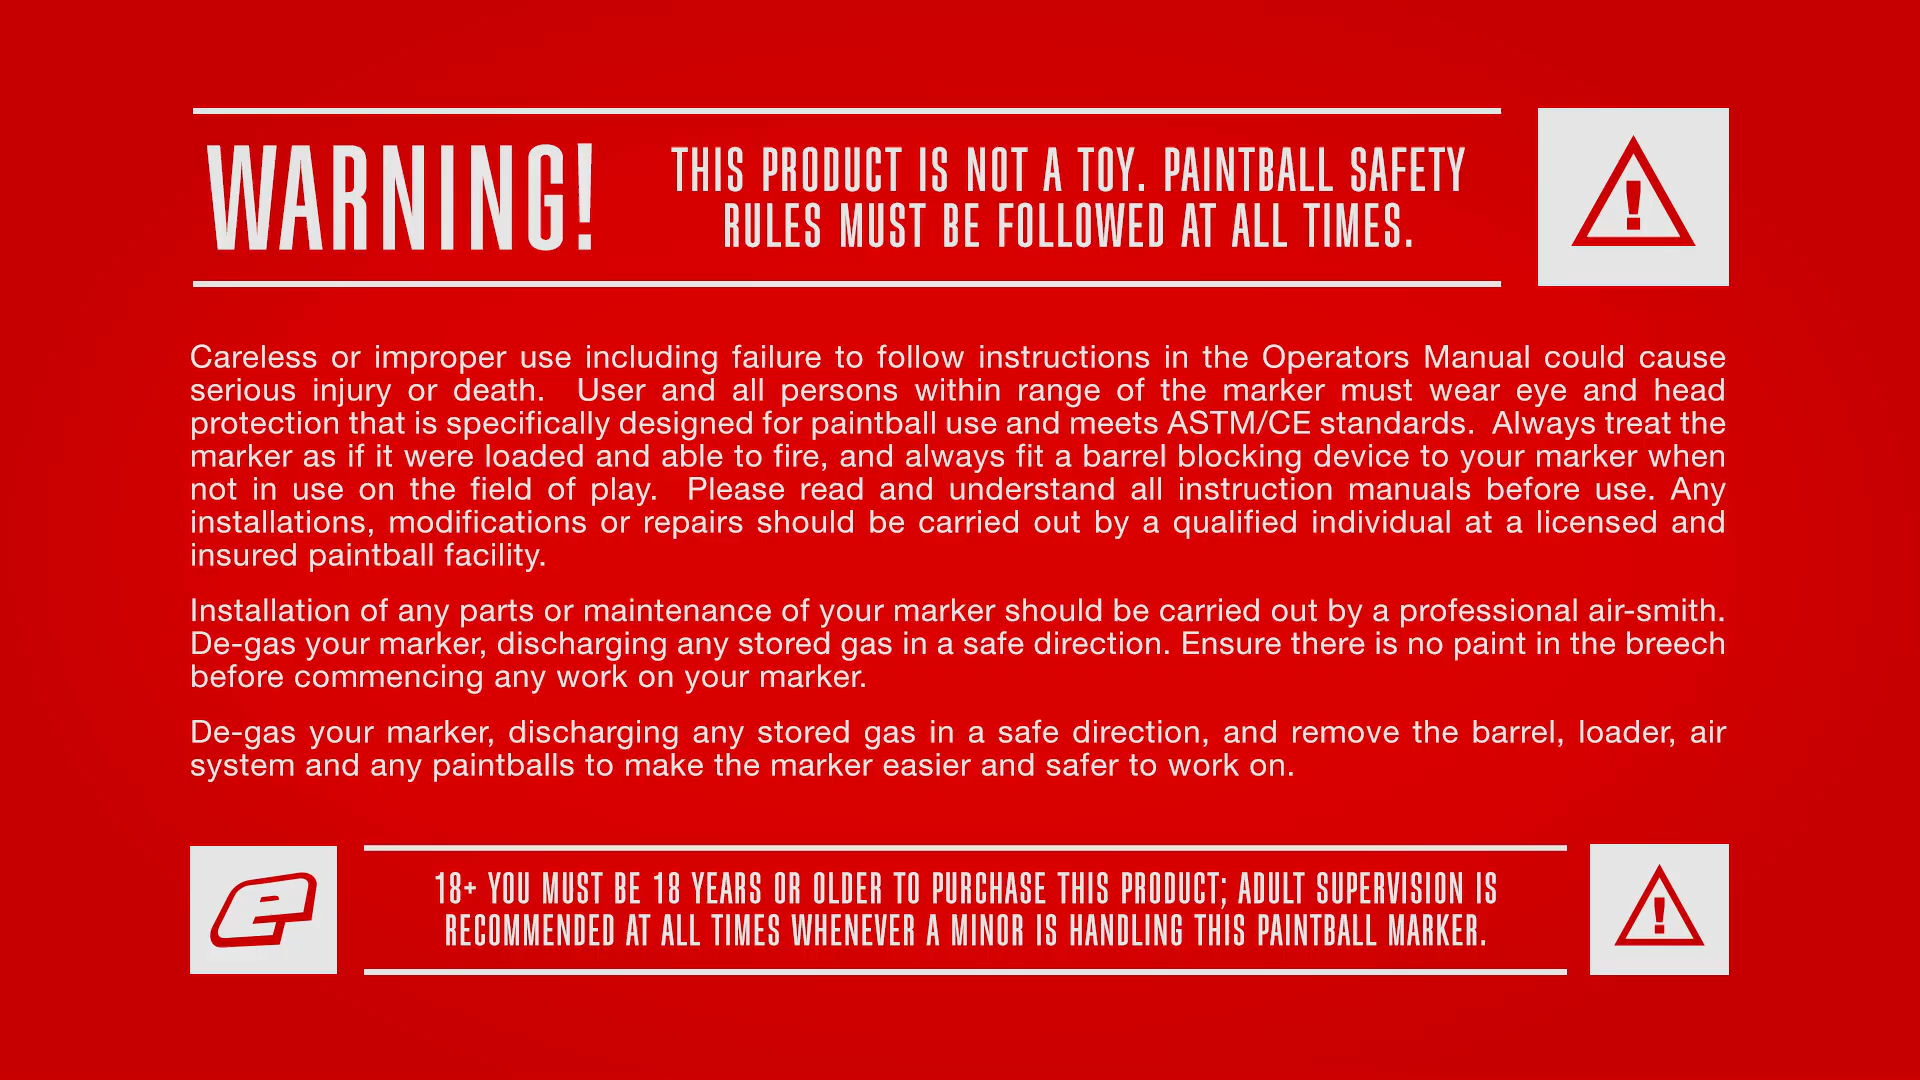 WARNING!
THIS PRODUCT IS NOT A TOY. PAINTBALL SAFETY
RULES MUST BE FOLLOWED AT ALL TIMES.
!
Careless or improper use including failure to follow instructions in the Operators Manual could cause
serious injury or death.  User and all persons within range of the marker must wear eye and head
protection that is specifically designed for paintball use and meets ASTM/CE standards.  Always treat the
marker as if it were loaded and able to fire, and always fit a barrel blocking device to your marker when
not in use on the field of play.  Please read and understand all instruction manuals before use. Any
installations, modifications or repairs should be carried out by a qualified individual at a licensed and
insured paintball facility.
Installation of any parts or maintenance of your marker should be carried out by a professional air-smith.
De-gas your marker, discharging any stored gas in a safe direction. Ensure there is no paint in the breech
before commencing any work on your marker.
De-gas your marker, discharging any stored gas in a safe direction, and remove the barrel, loader, air
system and any paintballs to make the marker easier and safer to work on.
e
18+ YOU MUST BE 18 YEARS OR OLDER TO PURCHASE THIS PRODUCT; ADULT SUPERVISION IS
RECOMMENDED AT ALL TIMES WHENEVER A MINOR IS HANDLING THIS PAINTBALL MARKER.
!